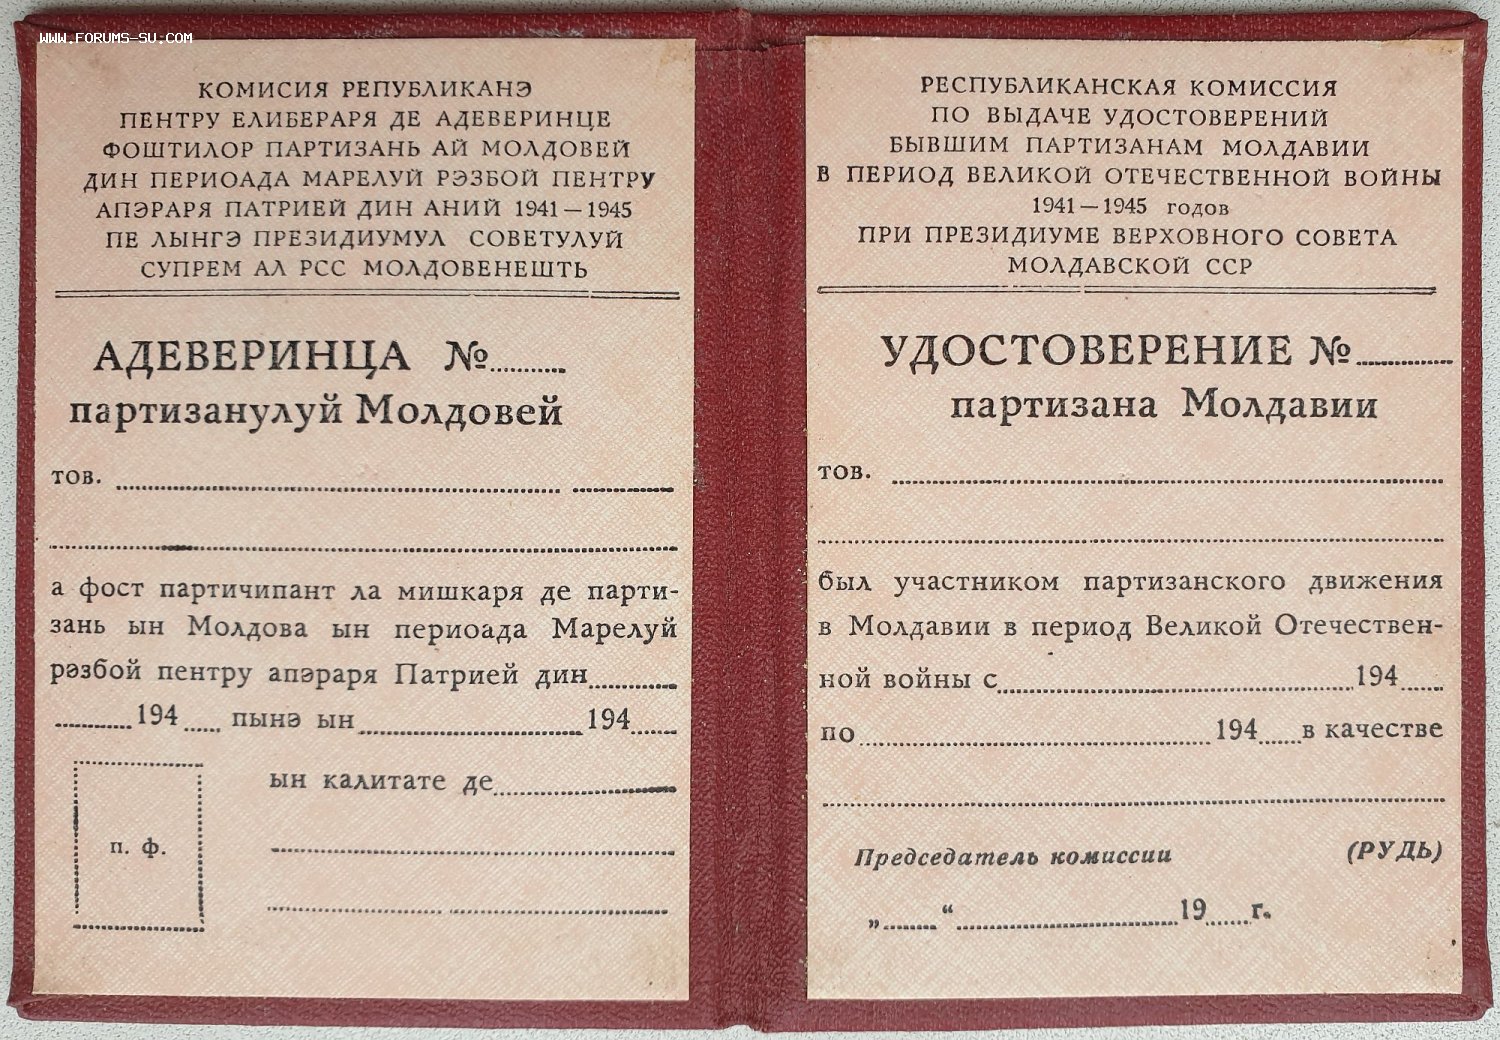 WWW.FORUMS-SU.COM
КОМИСИЯ РЕПУБЛИКАНЭ
ПЕНТРУ ЕЛИБЕРАРЯ ДЕ АДЕВЕРИНЦЕ
ФОШТИЛОР ПАРТИЗАНЬ АЙ МОЛДОВЕЙ
ДИН ПЕРИОАДА МАРЕЛУЙ РЭЗБОЙ ПЕНТРУ
АПЭРАРЯ ПАТРИЕЙ ДИН АНИЙ 1941—1945
ПЕ ЛЫНГЭ ПРЕЗИДИУМУЛ СОВЕТУЛУЙ
СУПРЕМ АЛ РСС МОЛДОВЕНЕШТЬ
АДЕВЕРИНЦА №..........
партизанулуй Молдовей
тов.
а фост партичипант ла мишкаря де парти-
зань ын Молдова ын периоада Марелуй
рэзбой пентру апэраря Патрией дин
194 пынэ ын 194
ын калитате де
п. ф.
РЕСПУБЛИКАНСКАЯ КОМИССИЯ
ПО ВЫДАЧЕ УДОСТОВЕРЕНИЙ
БЫВШИМ ПАРТИЗАНАМ МОЛДАВИИ
В ПЕРИОД ВЕЛИКОЙ ОТЕЧЕСТВЕННОЙ ВОЙНЫ
1941—1945 годов
ПРИ ПРЕЗИДИУМЕ ВЕРХОВНОГО СОВЕТА
МОЛДАВСКОЙ ССР
УДОСТОВЕРЕНИЕ №..........
партизана Молдавии
тов.
был участником партизанского движения
в Молдавии в период Великой Отечествен-
ной войны с 194
по 194 в качестве
Председатель комиссии (РУДЬ)
„ “ 19 г.